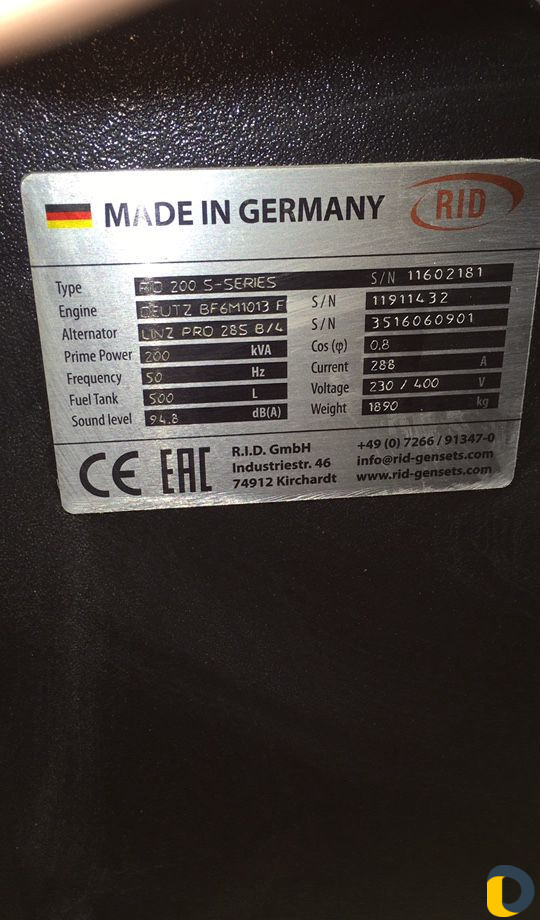 MADE IN GERMANY RID
Type RID 200 S-SERIES S/N 11602181
Engine DEUTZ BF6M1013 F S/N 11911432
Alternator LINZ PRO 28S B/4 S/N 3516060901
Prime Power 200 kVA Cos (φ) 0,8
Frequency 50 Hz Current 288 A
Fuel Tank 500 L Voltage 230 / 400 V
Sound level 94,8 dB(A) Weight 1890 kg
CE EAC
R.I.D. GmbH +49 (0) 7266 / 91347-0
Industriestr. 46 info@rid-gensets.com
74912 Kirchardt www.rid-gensets.com